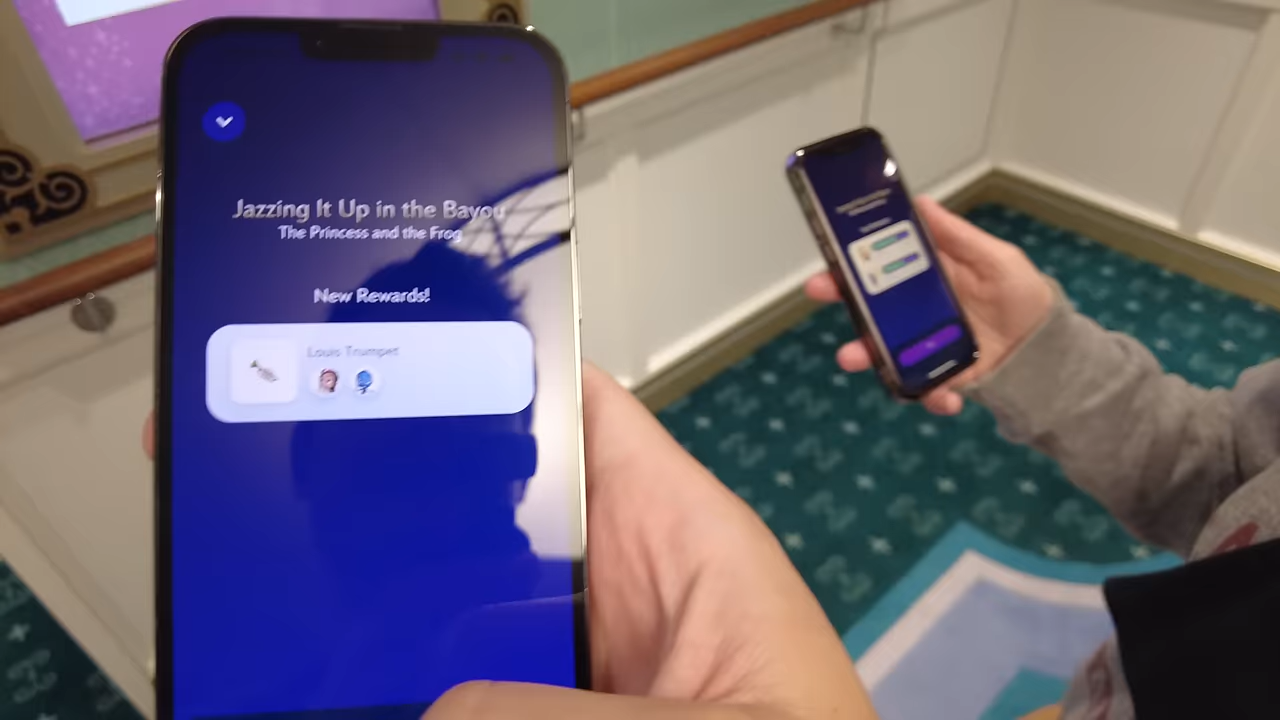 Jazzing It Up in the Bayou
The Princess and the Frog
New Rewards!
Louis Trumpet